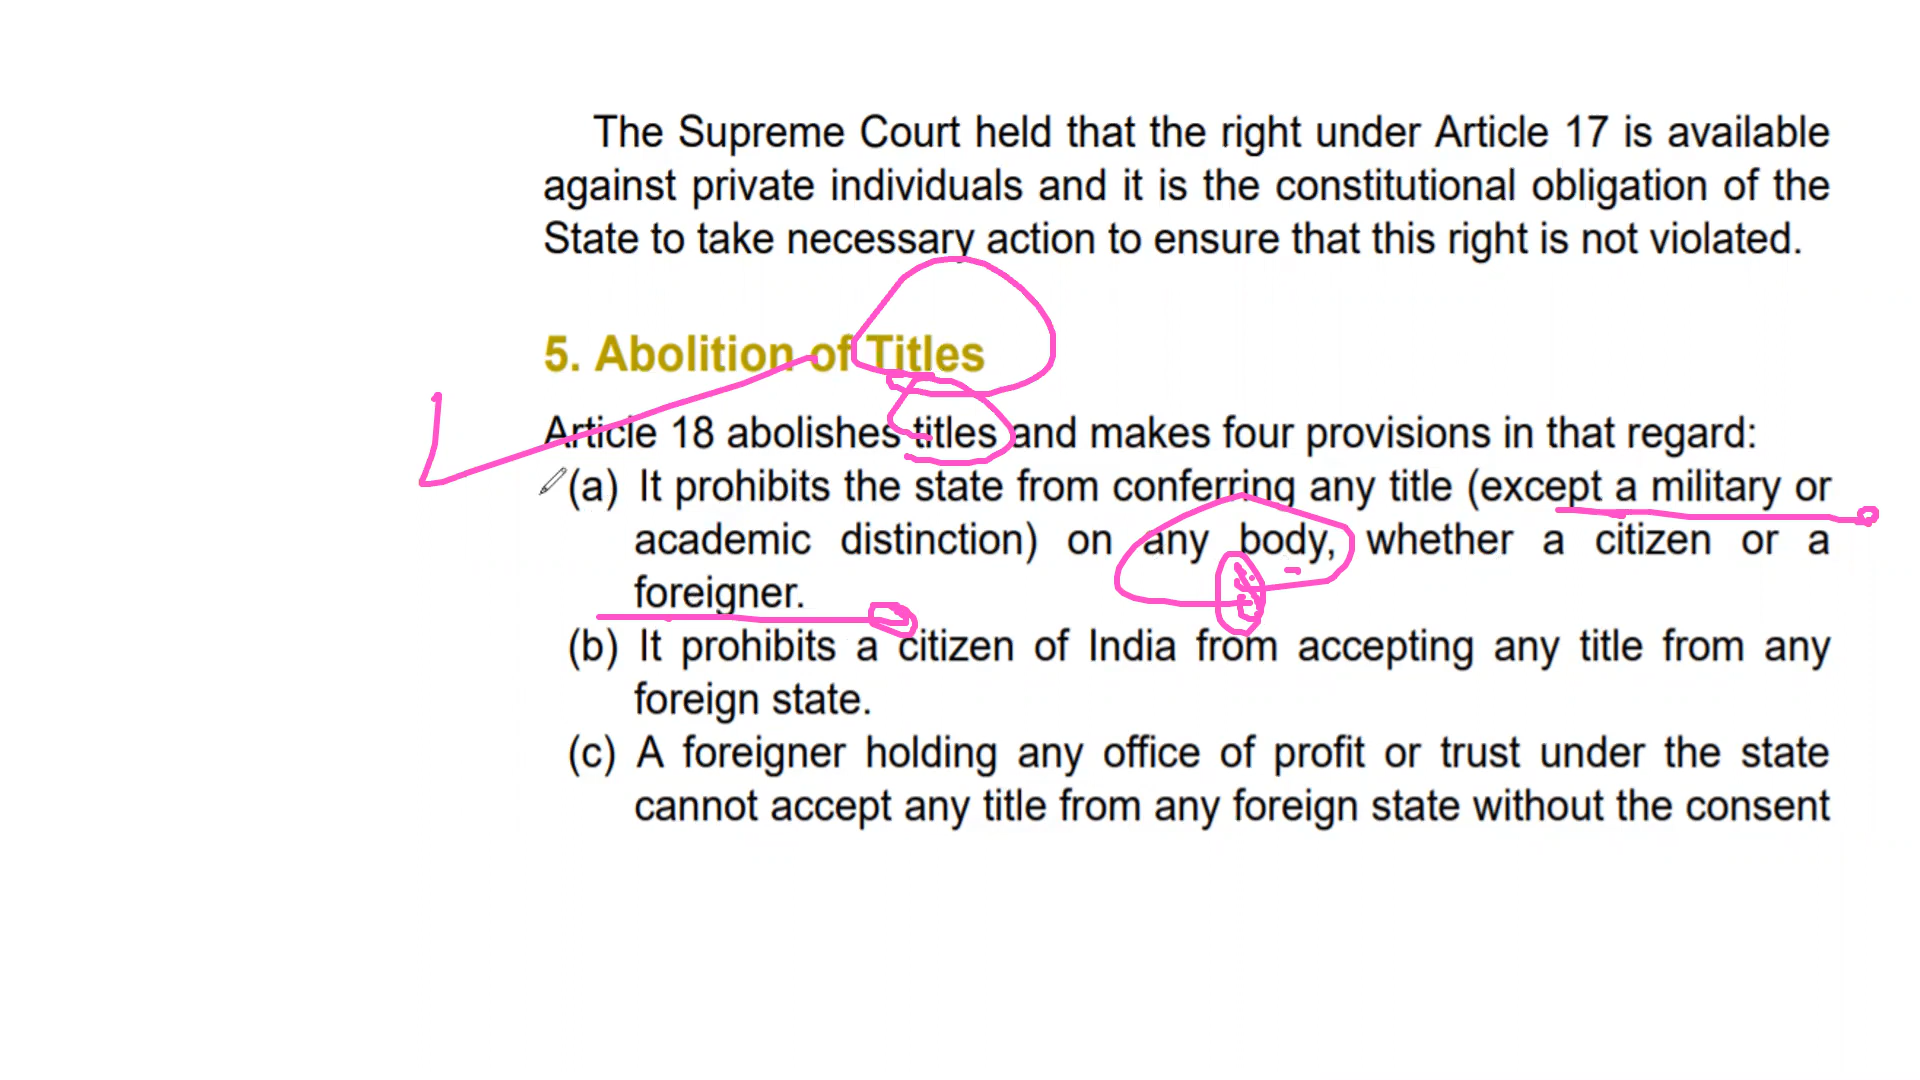 The Supreme Court held that the right under Article 17 is available
against private individuals and it is the constitutional obligation of the
State to take necessary action to ensure that this right is not violated.
5. Abolition of Titles
Article 18 abolishes titles and makes four provisions in that regard:
(a) It prohibits the state from conferring any title (except a military or
academic distinction) on any body, whether a citizen or a
foreigner.
(b) It prohibits a citizen of India from accepting any title from any
foreign state.
(c) A foreigner holding any office of profit or trust under the state
cannot accept any title from any foreign state without the consent